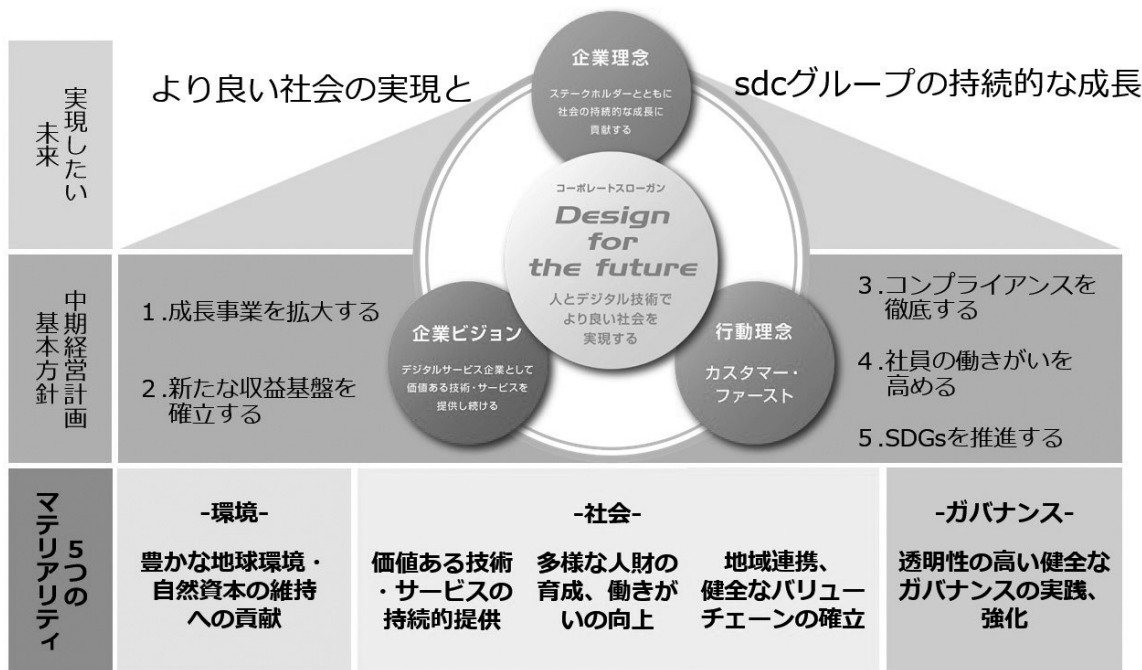 実現したい
未来
より良い社会の実現と
sdcグループの持続的な成長
企業理念
ステークホルダーとともに
社会の持続的な成長に
貢献する
コーポレートスローガン
Design
for
the future
人とデジタル技術で
より良い社会を
実現する
企業ビジョン
デジタルサービス企業として
価値ある技術・サービスを
提供し続ける
行動理念
カスタマー・
ファースト
中期経営計画
基本方針
1.成長事業を拡大する
2.新たな収益基盤を
確立する
3.コンプライアンスを
徹底する
4.社員の働きがいを
高める
5.SDGsを推進する
5つの
マテリアリティ
-環境-
豊かな地球環境・
自然資本の維持
への貢献
-社会-
価値ある技術
・サービスの
持続的提供
多様な人財の
育成、働きが
いの向上
地域連携、
健全なバリュー
チェーンの確立
-ガバナンス-
透明性の高い健全な
ガバナンスの実践、
強化